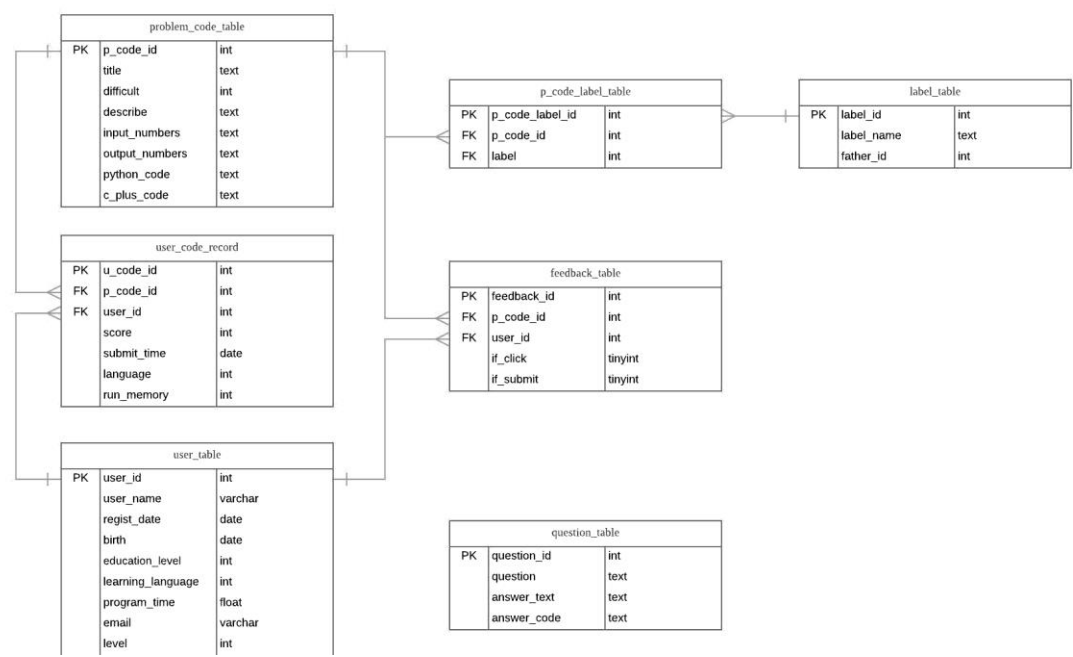 problem_code_table
PK p_code_id int
title text
difficult int
describe text
input_numbers text
output_numbers text
python_code text
c_plus_code text
user_code_record
PK u_code_id int
FK p_code_id int
FK user_id int
score int
submit_time date
language int
run_memory int
user_table
PK user_id int
user_name varchar
regist_date date
birth date
education_level int
learning_language int
program_time float
email varchar
level int
p_code_label_table
PK p_code_label_id int
FK p_code_id int
FK label int
feedback_table
PK feedback_id int
FK p_code_id int
FK user_id int
if_click tinyint
if_submit tinyint
question_table
PK question_id int
question text
answer_text text
answer_code text
label_table
PK label_id int
label_name text
father_id int